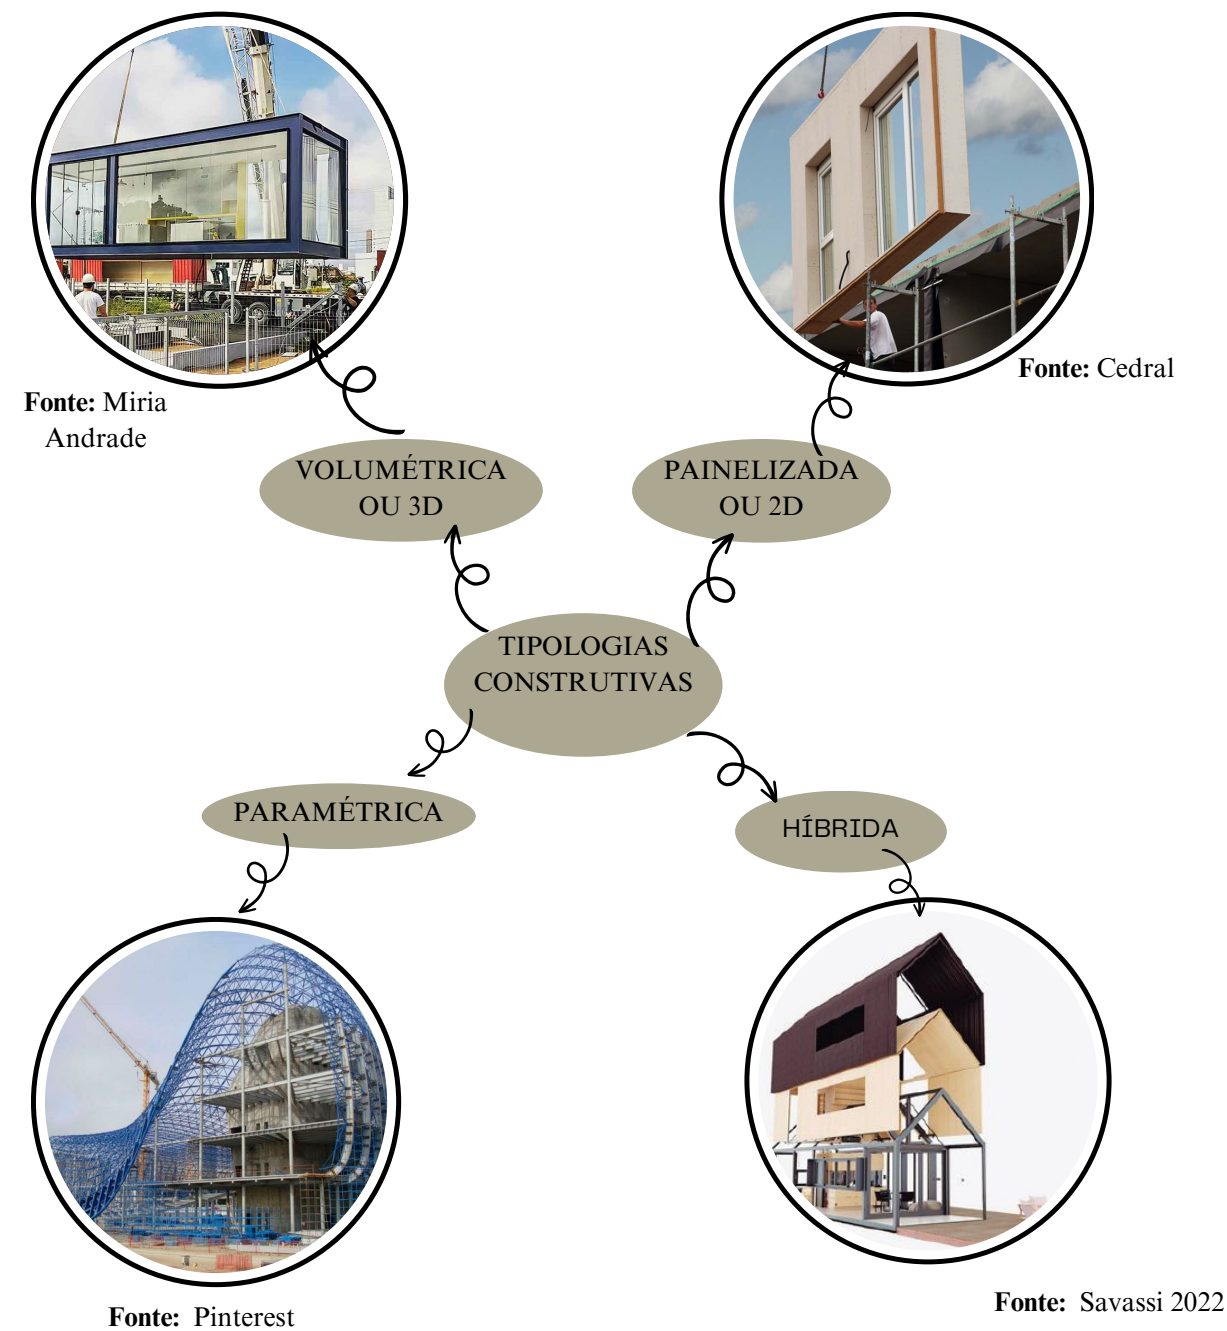 Fonte: Cedral
Fonte: Miria
Andrade
VOLUMÉTRICA
OU 3D
PAINELIZADA
OU 2D
TIPOLOGIAS
CONSTRUTIVAS
PARAMÉTRICA
HÍBRIDA
Fonte: Pinterest
Fonte: Savassi 2022